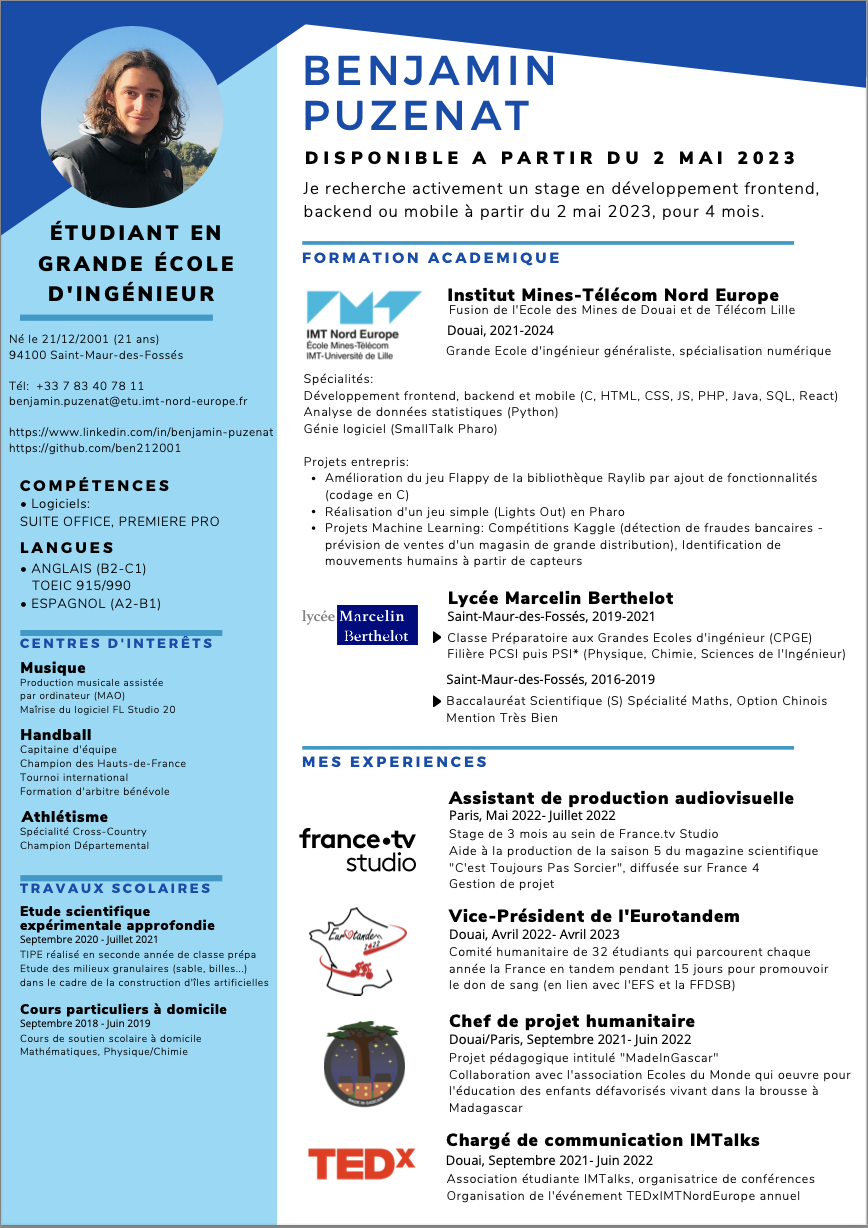 BENJAMIN
PUZENAT
DISPONIBLE A PARTIR DU 2 MAI 2023
Je recherche activement un stage en développement frontend,
backend ou mobile à partir du 2 mai 2023, pour 4 mois.
ÉTUDIANT EN
GRANDE ÉCOLE
D'INGÉNIEUR
Né le 21/12/2001 (21 ans)
94100 Saint-Maur-des-Fossés
Tél: +33 7 83 40 78 11
benjamin.puzenat@etu.imt-nord-europe.fr
https://www.linkedin.com/in/benjamin-puzenat
https://github.com/ben212001
COMPÉTENCES
• Logiciels:
SUITE OFFICE, PREMIERE PRO
LANGUES
• ANGLAIS (B2-C1)
TOEIC 915/990
• ESPAGNOL (A2-B1)
CENTRES D'INTERÊTS
Musique
Production musicale assistée
par ordinateur (MAO)
Maîrise du logiciel FL Studio 20
Handball
Capitaine d'équipe
Champion des Hauts-de-France
Tournoi international
Formation d'arbitre bénévole
Athlétisme
Spécialité Cross-Country
Champion Départemental
TRAVAUX SCOLAIRES
Etude scientifique
expérimentale approfondie
Septembre 2020 - Juillet 2021
TIPE réalisé en seconde année de classe prépa
Etude des milieux granulaires (sable, billes...)
dans le cadre de la construction d'îles artificielles
Cours particuliers à domicile
Septembre 2018 - Juin 2019
Cours de soutien scolaire à domicile
Mathématiques, Physique/Chimie
FORMATION ACADEMIQUE
IMT Nord Europe
École Mines-Télécom
IMT-Université de Lille
Institut Mines-Télécom Nord Europe
Fusion de l'Ecole des Mines de Douai et de Télécom Lille
Douai, 2021-2024
Grande Ecole d'ingénieur généraliste, spécialisation numérique
Spécialités:
Développement frontend, backend et mobile (C, HTML, CSS, JS, PHP, Java, SQL, React)
Analyse de données statistiques (Python)
Génie logiciel (SmallTalk Pharo)
Projets entrepris:
• Amélioration du jeu Flappy de la bibliothèque Raylib par ajout de fonctionnalités
(codage en C)
• Réalisation d'un jeu simple (Lights Out) en Pharo
• Projets Machine Learning: Compétitions Kaggle (détection de fraudes bancaires -
prévision de ventes d'un magasin de grande distribution), Identification de
mouvements humains à partir de capteurs
lycée Marcelin
Berthelot
Lycée Marcelin Berthelot
Saint-Maur-des-Fossés, 2019-2021
Classe Préparatoire aux Grandes Ecoles d'ingénieur (CPGE)
Filière PCSI puis PSI* (Physique, Chimie, Sciences de l'Ingénieur)
Saint-Maur-des-Fossés, 2016-2019
Baccalauréat Scientifique (S) Spécialité Maths, Option Chinois
Mention Très Bien
MES EXPERIENCES
france•tv
studio
Assistant de production audiovisuelle
Paris, Mai 2022- Juillet 2022
Stage de 3 mois au sein de France.tv Studio
Aide à la production de la saison 5 du magazine scientifique
"C'est Toujours Pas Sorcier", diffusée sur France 4
Gestion de projet
Eurotandem
2022
Vice-Président de l'Eurotandem
Douai, Avril 2022- Avril 2023
Comité humanitaire de 32 étudiants qui parcourent chaque
année la France en tandem pendant 15 jours pour promouvoir
le don de sang (en lien avec l'EFS et la FFDSB)
MADE IN GASCAR
Chef de projet humanitaire
Douai/Paris, Septembre 2021- Juin 2022
Projet pédagogique intitulé "MadeInGascar"
Collaboration avec l'association Ecoles du Monde qui oeuvre pour
l'éducation des enfants défavorisés vivant dans la brousse à
Madagascar
TEDx
Chargé de communication IMTalks
Douai, Septembre 2021- Juin 2022
Association étudiante IMTalks, organisatrice de conférences
Organisation de l'événement TEDxIMTNordEurope annuel